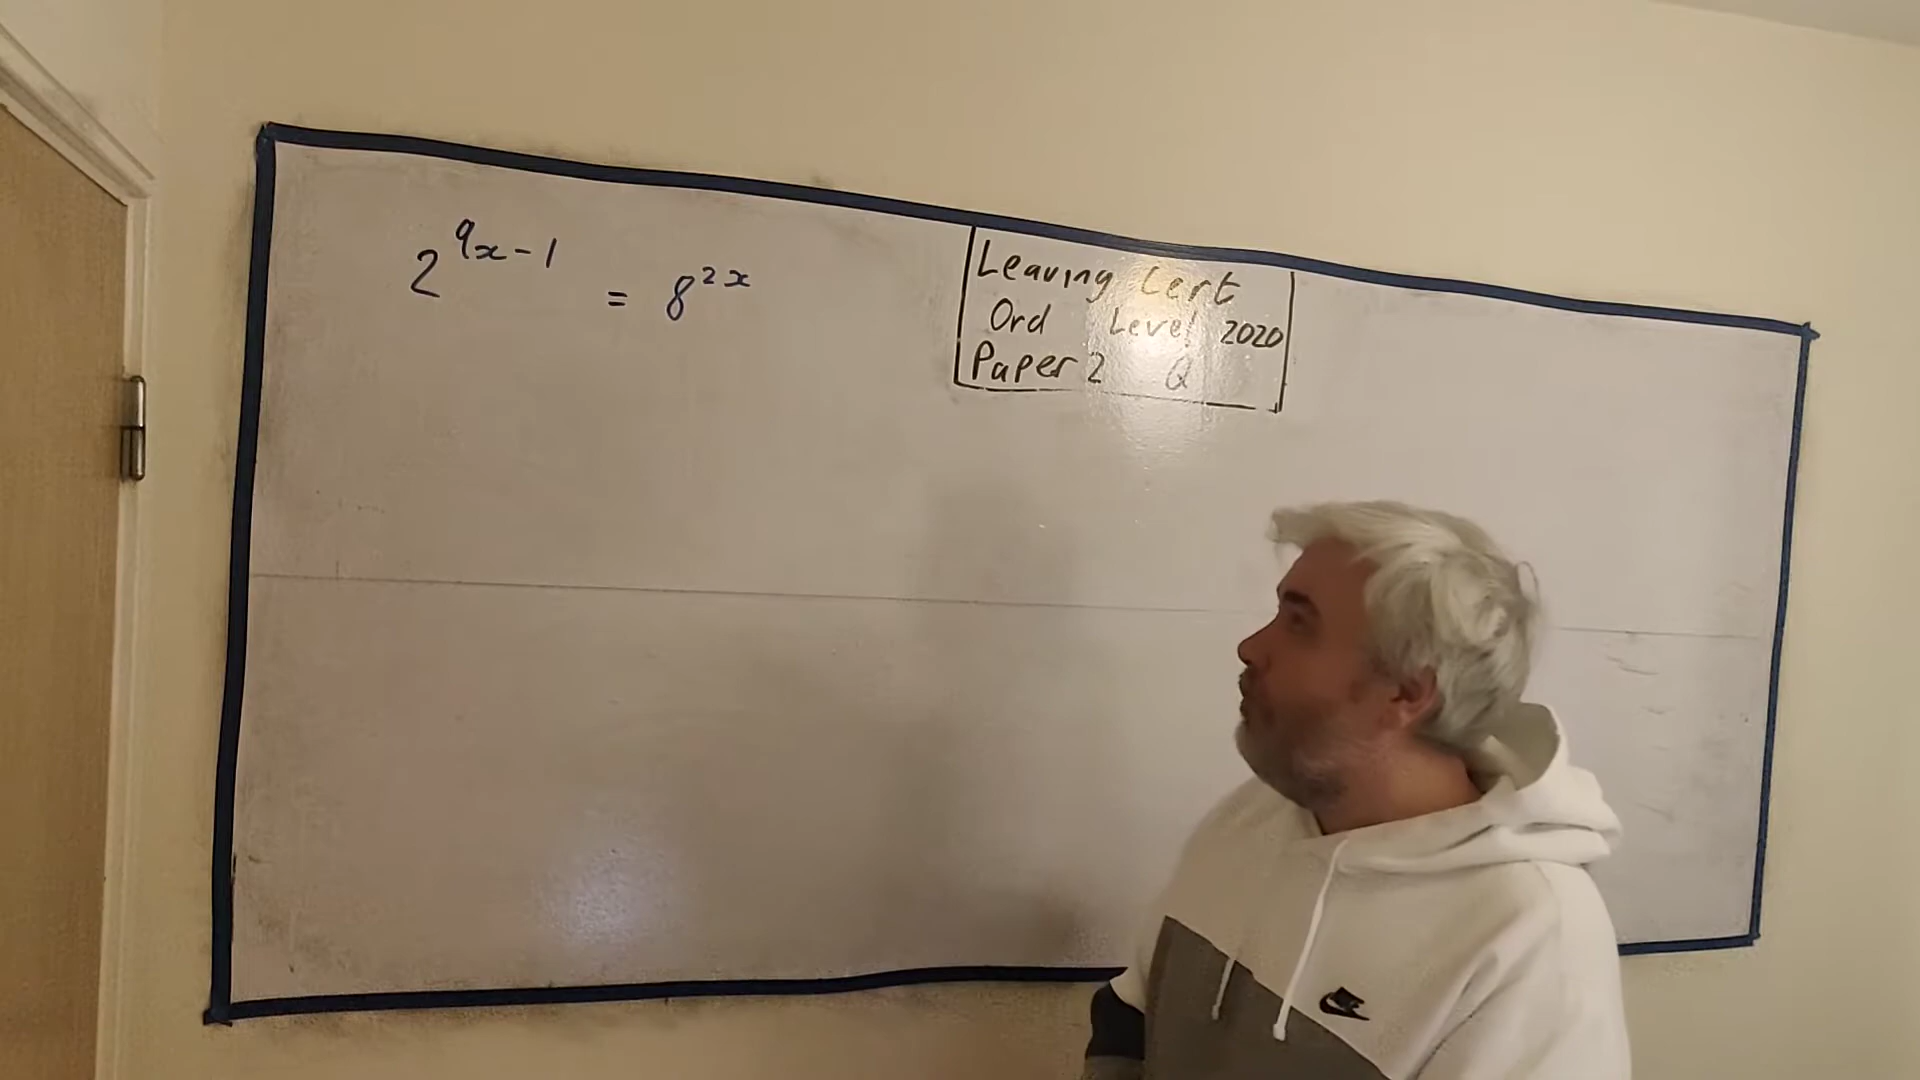 2^{9x-1} = 8^{2x}
Leaving Cert
Ord Level 2020
Paper 2 Q